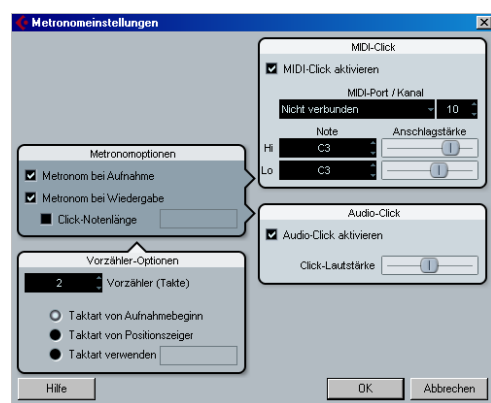 Metronomeinstellungen
MIDI-Click
MIDI-Click aktivieren
MIDI-Port / Kanal
Nicht verbunden 10
Note Anschlagstärke
Hi C3
Lo C3
Metronomoptionen
Metronom bei Aufnahme
Metronom bei Wiedergabe
Click-Notenlänge
Audio-Click
Audio-Click aktivieren
Click-Lautstärke
Vorzähler-Optionen
2 Vorzähler (Takte)
Taktart von Aufnahmebeginn
Taktart von Positionszeiger
Taktart verwenden
Hilfe OK Abbrechen